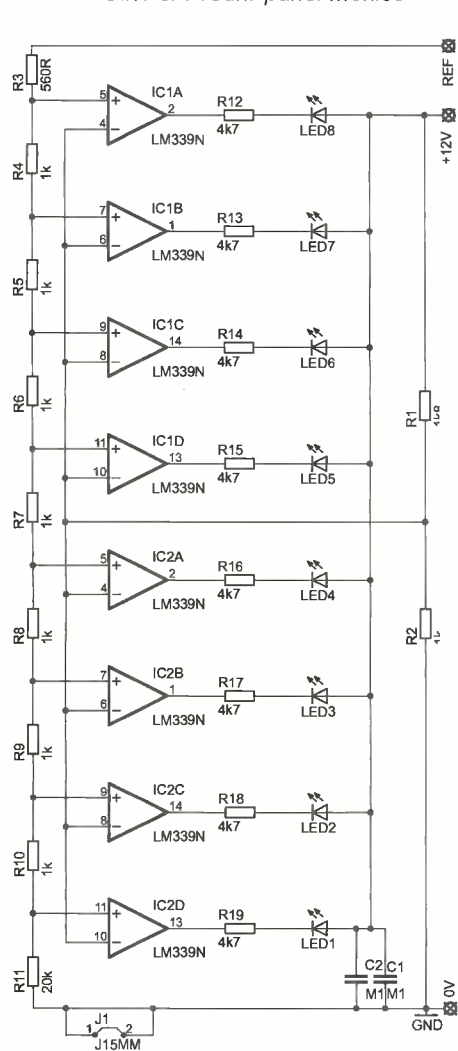 REF
R3
560R
IC1A
5
+
4
−
2
LM339N
R12
4k7
LED8
+12V
R4
1k
IC1B
7
+
6
−
1
LM339N
R13
4k7
LED7
R5
1k
IC1C
9
+
8
−
14
LM339N
R14
4k7
LED6
R6
1k
R1
IC1D
11
+
10
−
13
LM339N
R15
4k7
LED5
R7
1k
IC2A
5
+
4
−
2
LM339N
R16
4k7
LED4
R8
1k
R2
IC2B
7
+
6
−
1
LM339N
R17
4k7
LED3
R9
1k
IC2C
9
+
8
−
14
LM339N
R18
4k7
LED2
R10
1k
IC2D
11
+
10
−
13
LM339N
R19
4k7
LED1
R11
20k
C2 C1
M1 M1
0V
GND
J1
1 2
J15MM